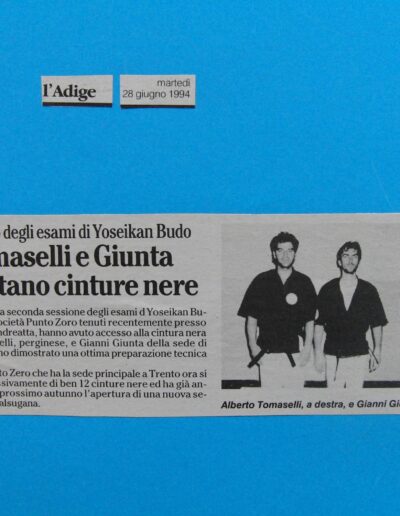 l'Adige
martedì
28 giugno 1994
degli esami di Yoseikan Budo
maselli e Giunta
tano cinture nere
a seconda sessione degli esami d Yoseikan Bu-
ocietà Punto Zoro tenuti recentemente presso
ndreatta, hanno avuto accesso alla cintura nera
elli, perginese, e Gianni Giunta della sede di
no dimostrato una ottima preparazione tecnica
to Zero che ha la sede principale a Trento ora si
ssivamente di ben 12 cinture nere ed ha già an-
prossimo autunno l'apertura di una nuova se-
alsugana.
Alberto Tomaselli, a destra, e Gianni Gi